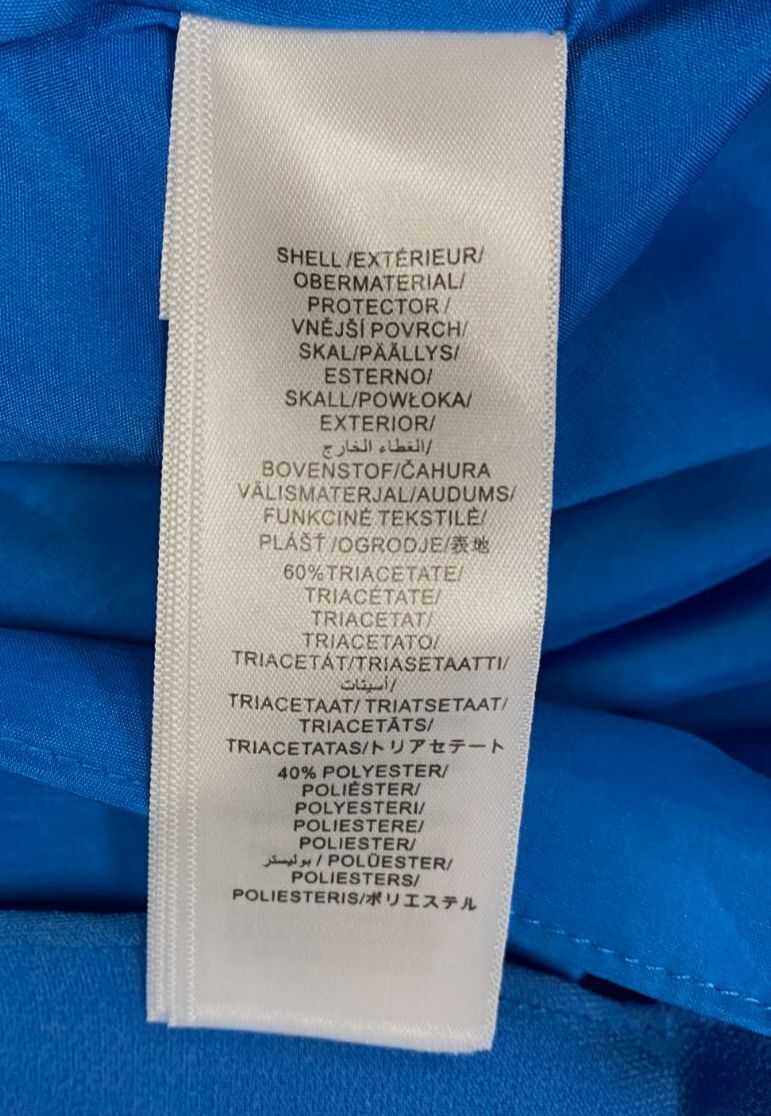 SHELL/EXTÉRIEUR/
OBERMATERIAL/
PROTECTOR/
VNĚJŠÍ POVRCH/
SKAL/PÄÄLLYS/
ESTERNO/
SKALL/POWŁOKA/
EXTERIOR/
الغطاء الخارج/
BOVENSTOF/ČAHURA
VÄLISMATERJAL/AUDUMS/
FUNKCINĖ TEKSTILĖ/
PLÁŠŤ/OGRODJE/表地
60%TRIACETATE/
TRIACÉTATE/
TRIACETAT/
TRIACETATO/
TRIACETÁT/TRIASETAATTI/
أسيتات/
TRIACETAAT/ TRIATSETAAT/
TRIACETĀTS/
TRIACETATAS/トリアセテート
40% POLYESTER/
POLIÉSTER/
POLYESTERI/
POLIESTERE/
POLIESTER/
بوليستر / POLÜESTER/
POLIESTERS/
POLIESTERIS/ポリエステル